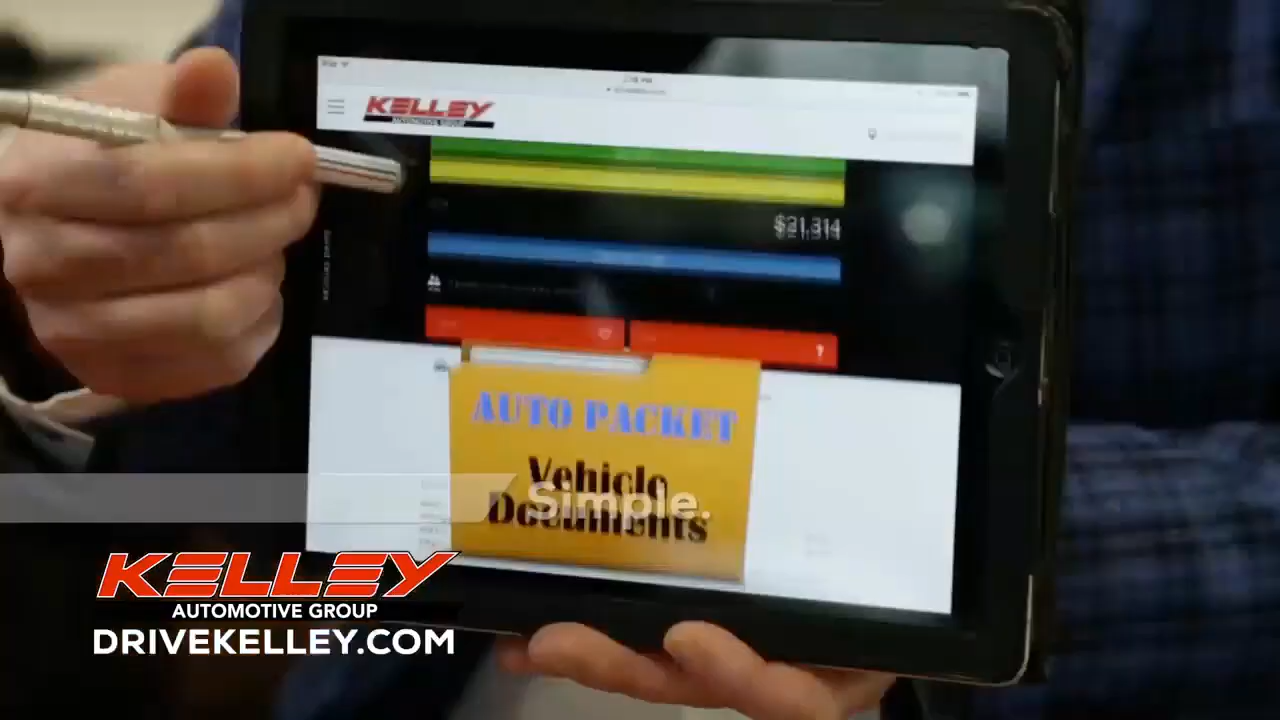 KELLEY
AUTOMOTIVE GROUP
$21,314
?
AUTO PACKET
Vehicle
Documents
Simple.
KELLEY
AUTOMOTIVE GROUP
DRIVEKELLEY.COM